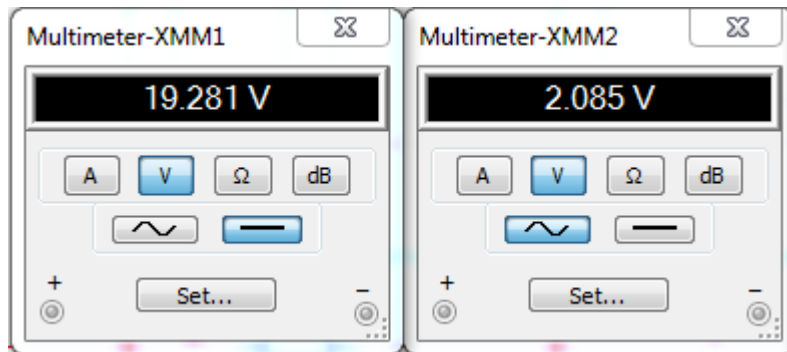 Multimeter-XMM1
19.281 V
A V Ω dB
+ Set... −
Multimeter-XMM2
2.085 V
A V Ω dB
+ Set... −